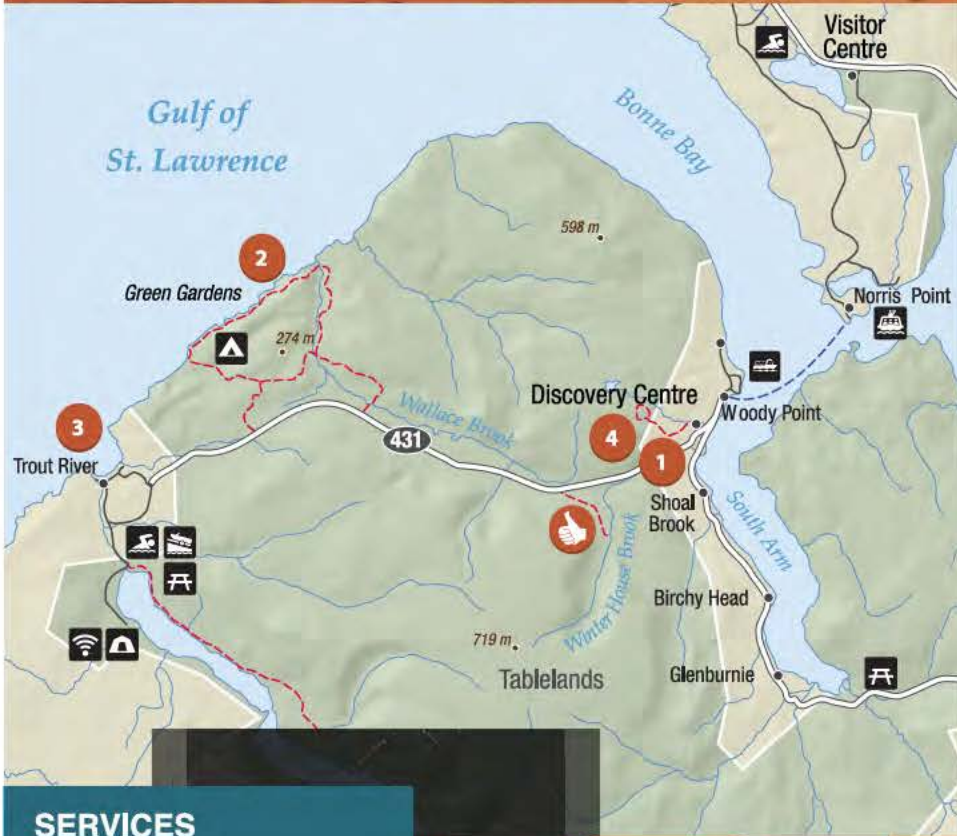 Visitor
Centre
Gulf of
St. Lawrence
Bonne Bay
598 m
2
Green Gardens
274 m
Norris Point
Discovery Centre
Woody Point
Wallace Brook
431
4
1
3
Trout River
Shoal
Brook
South Arm
Winter House Brook
Birchy Head
719 m
Tablelands
Glenburnie
SERVICES